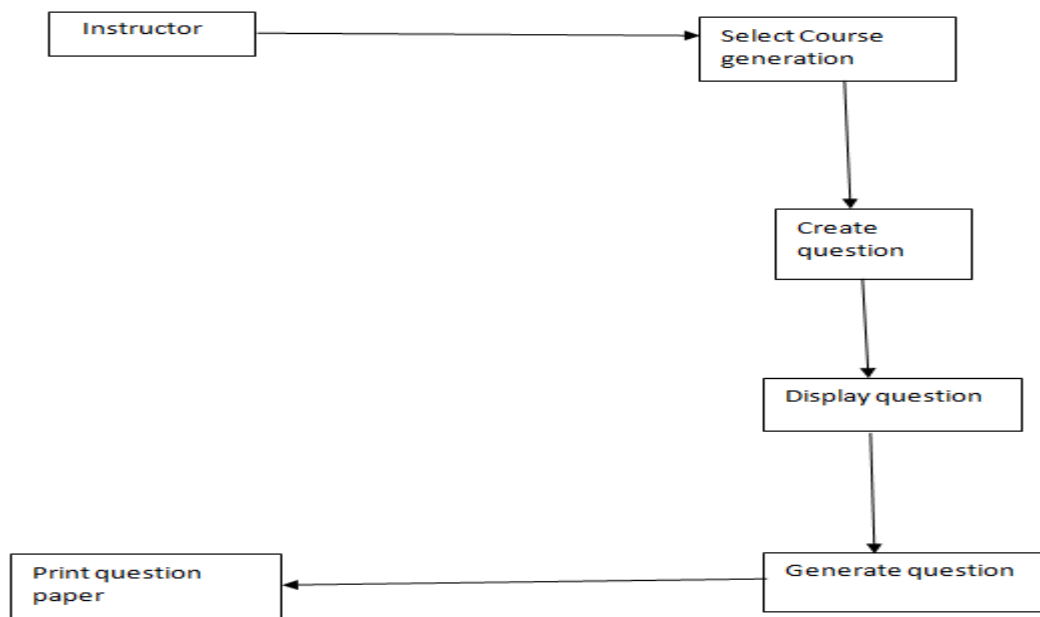 Instructor
Select Course
generation
Create
question
Display question
Generate question
Print question
paper